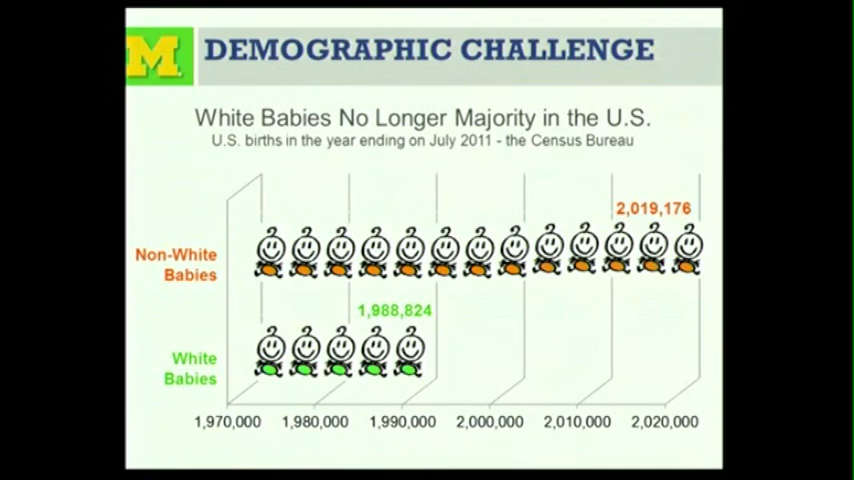 M
DEMOGRAPHIC CHALLENGE
White Babies No Longer Majority in the U.S.
U.S. births in the year ending on July 2011 - the Census Bureau
2,019,176
Non-White
Babies
1,988,824
White
Babies
1,970,000 1,980,000 1,990,000 2,000,000 2,010,000 2,020,000